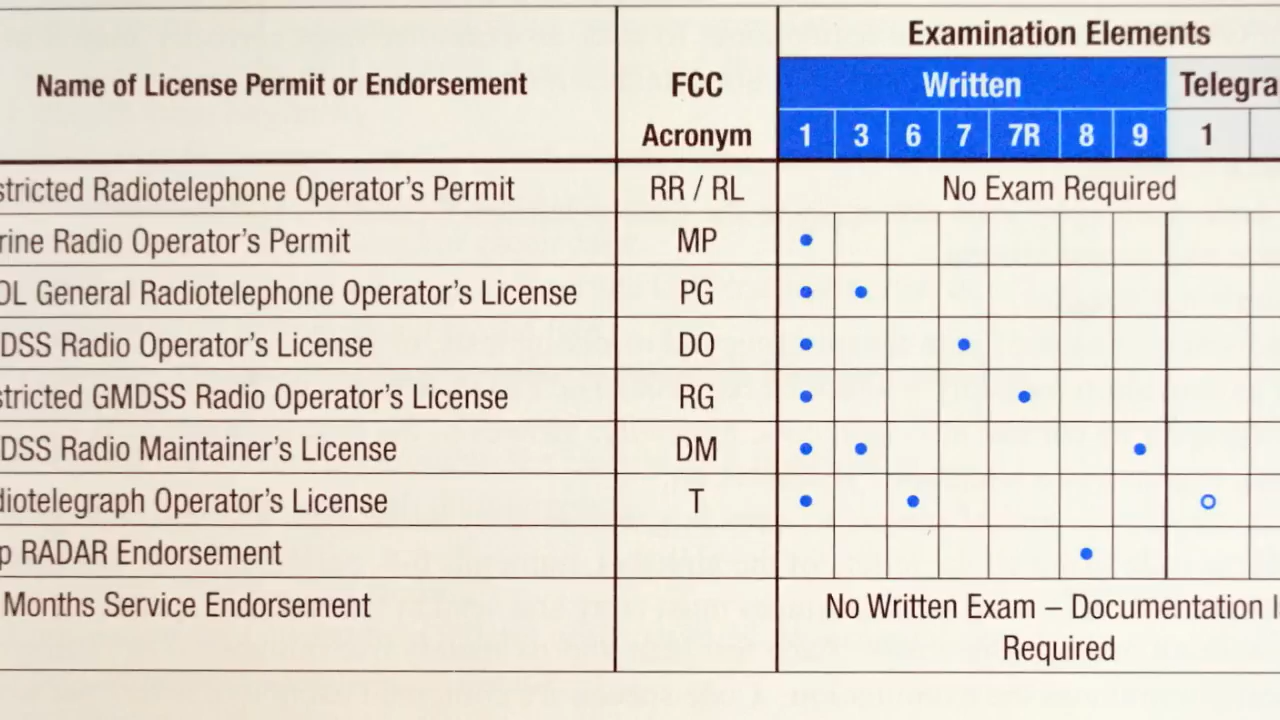 Examination Elements
Name of License Permit or Endorsement FCC Written Telegra
Acronym 1 3 6 7 7R 8 9 1
stricted Radiotelephone Operator's Permit RR / RL No Exam Required
rine Radio Operator's Permit MP
OL General Radiotelephone Operator's License PG
DSS Radio Operator's License DO
stricted GMDSS Radio Operator's License RG
DSS Radio Maintainer's License DM
diotelegraph Operator's License T
p RADAR Endorsement
Months Service Endorsement No Written Exam – Documentation I
Required